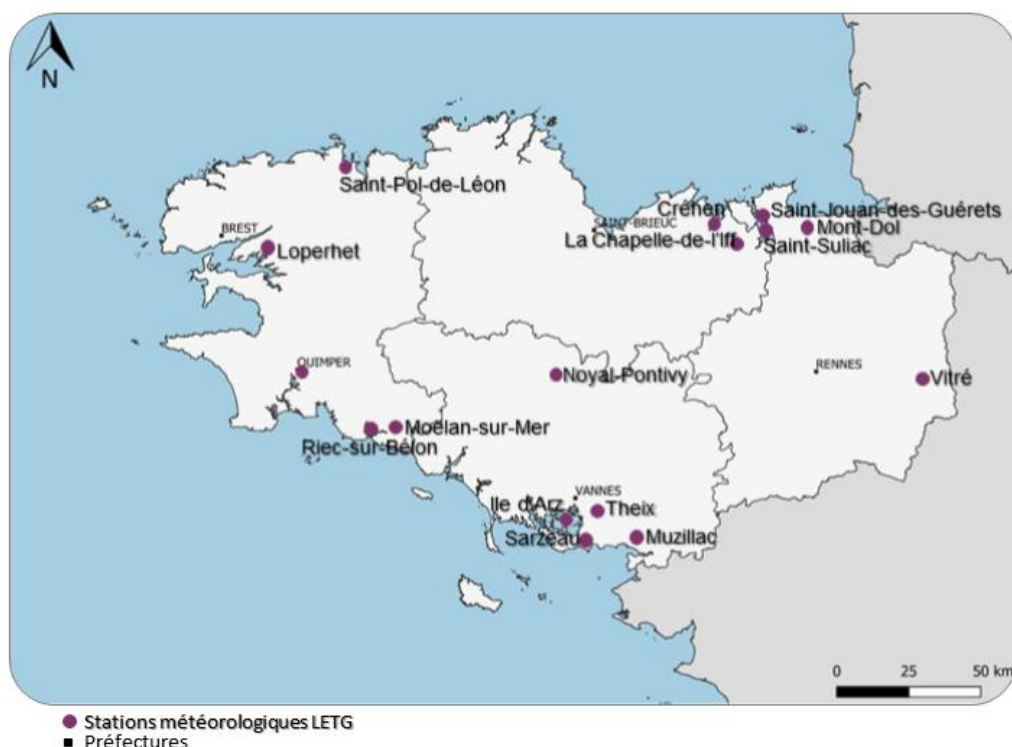 N
Saint-Pol-de-Léon
BREST
Loperhet
Créhen
SAINT-BRIEUC
Saint-Jouan-des-Guérets
Mont-Dol
La Chapelle-de-l'Iff
Saint-Suliac
QUIMPER
Noyal-Pontivy
RENNES
Vitré
Moëlan-sur-Mer
Riec-sur-Bélon
VANNES
Ile d'Arz
Theix
Sarzeau
Muzillac
0 25 50 km
Stations météorologiques LETG
Préfectures